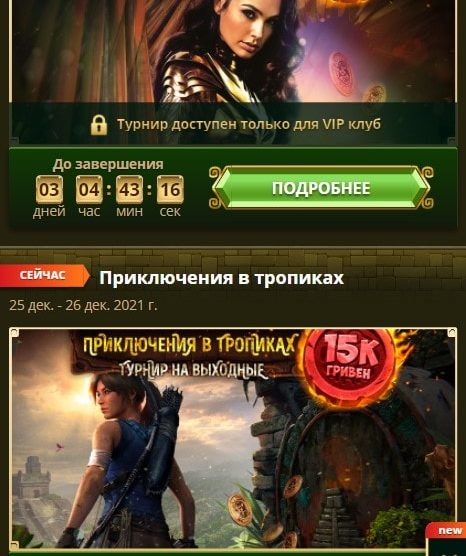 Турнир доступен только для VIP клуб
До завершения
03 04 : 43 : 16
дней час мин сек
ПОДРОБНЕЕ
СЕЙЧАС
Приключения в тропиках
25 дек. - 26 дек. 2021 г.
ПРИКЛЮЧЕНИЯ В ТРОПИКАХ
ТУРНИР НА ВЫХОДНЫЕ
15К
ГРИВЕН
new